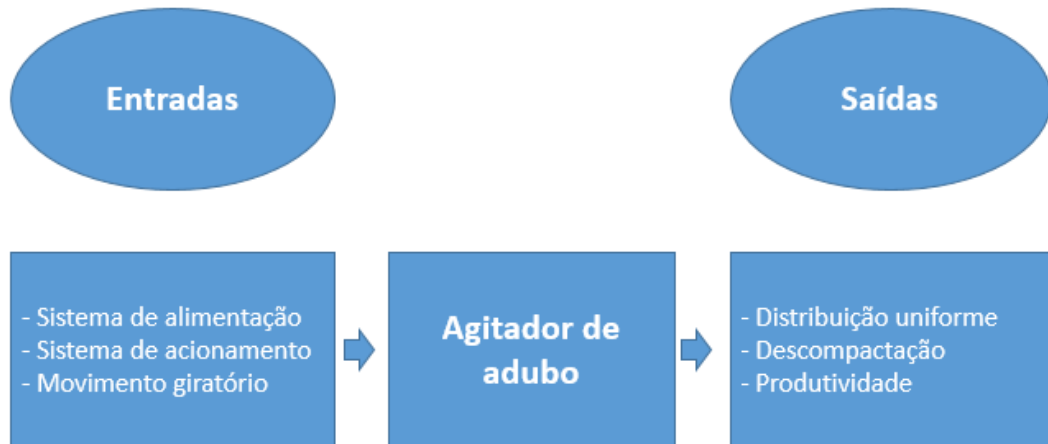 Entradas
Saídas
- Sistema de alimentação
- Sistema de acionamento
- Movimento giratório
Agitador de
adubo
- Distribuição uniforme
- Descompactação
- Produtividade